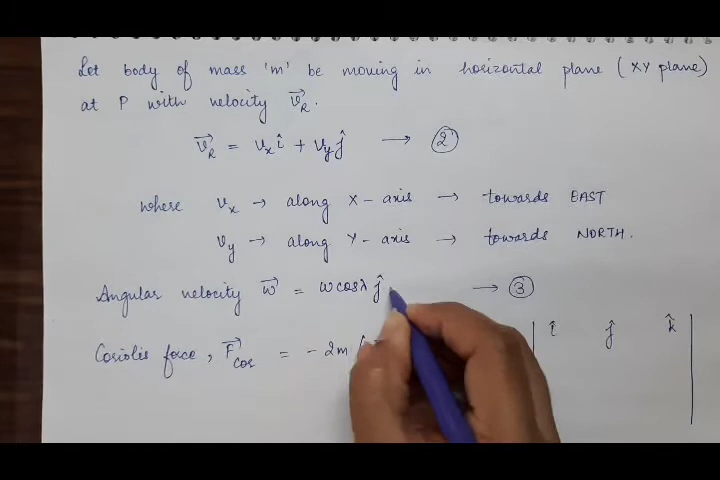 Let body of mass 'm' be moving in horizontal plane (XY plane)
at P with velocity v⃗_R.
v⃗_R = v_x î + v_y ĵ → ②
where v_x → along X-axis → towards EAST
v_y → along Y-axis → towards NORTH.
Angular velocity ω⃗ = ω cosλ ĵ → ③
Coriolis force, F⃗_cor = - 2m
î ĵ k̂